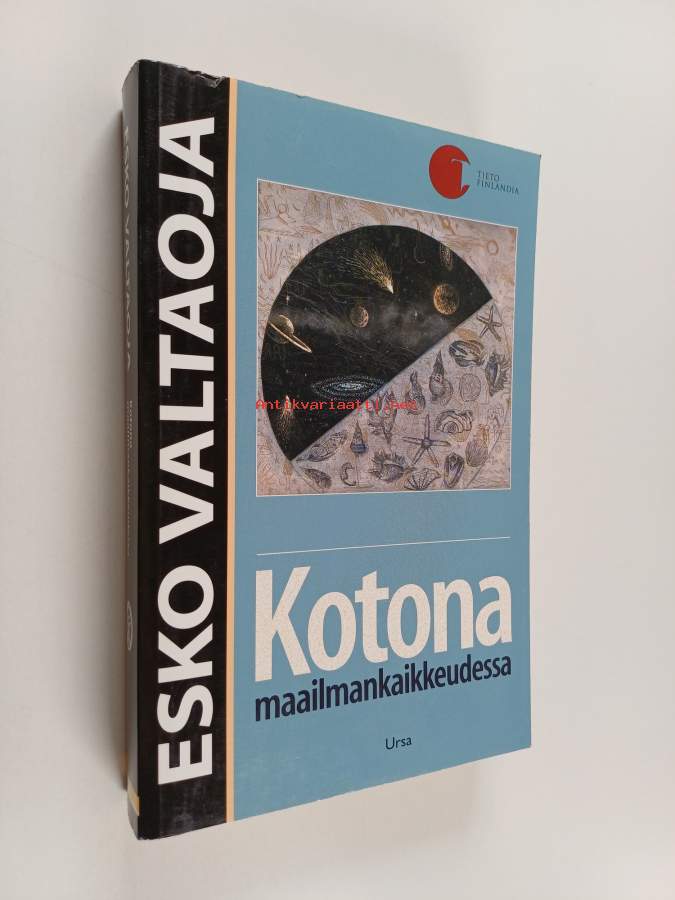 ESKO VALTAOJA
TIETO
FINLANDIA
Antikvariaatti.net
Kotona
maailmankaikkeudessa
Ursa
ESKO VALTAOJA